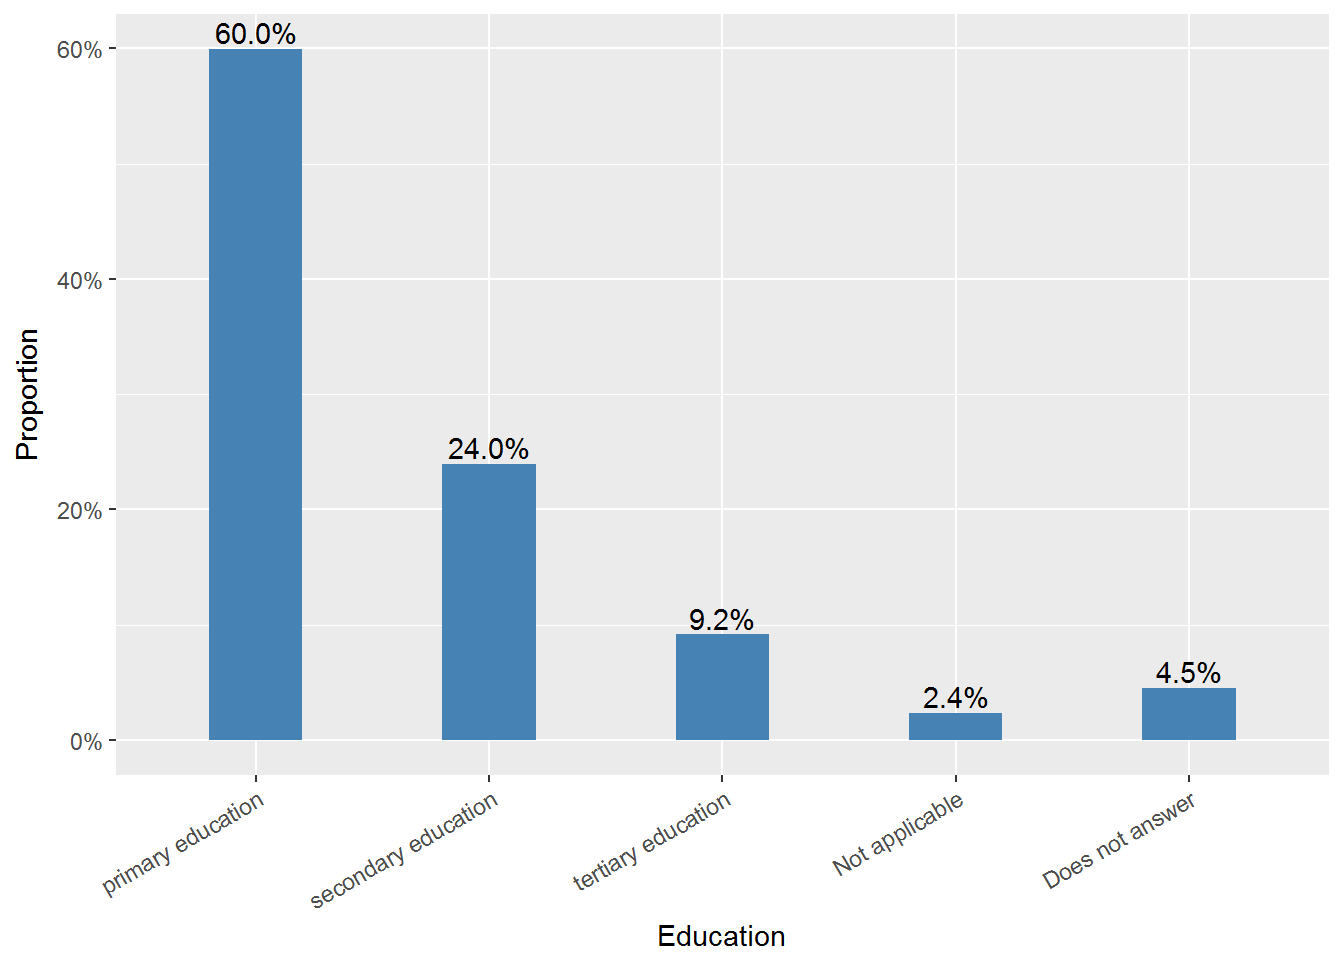 60.0%
60%
40%
24.0%
20%
9.2%
4.5%
2.4%
0%
Proportion
primary education
secondary education
tertiary education
Not applicable
Does not answer
Education